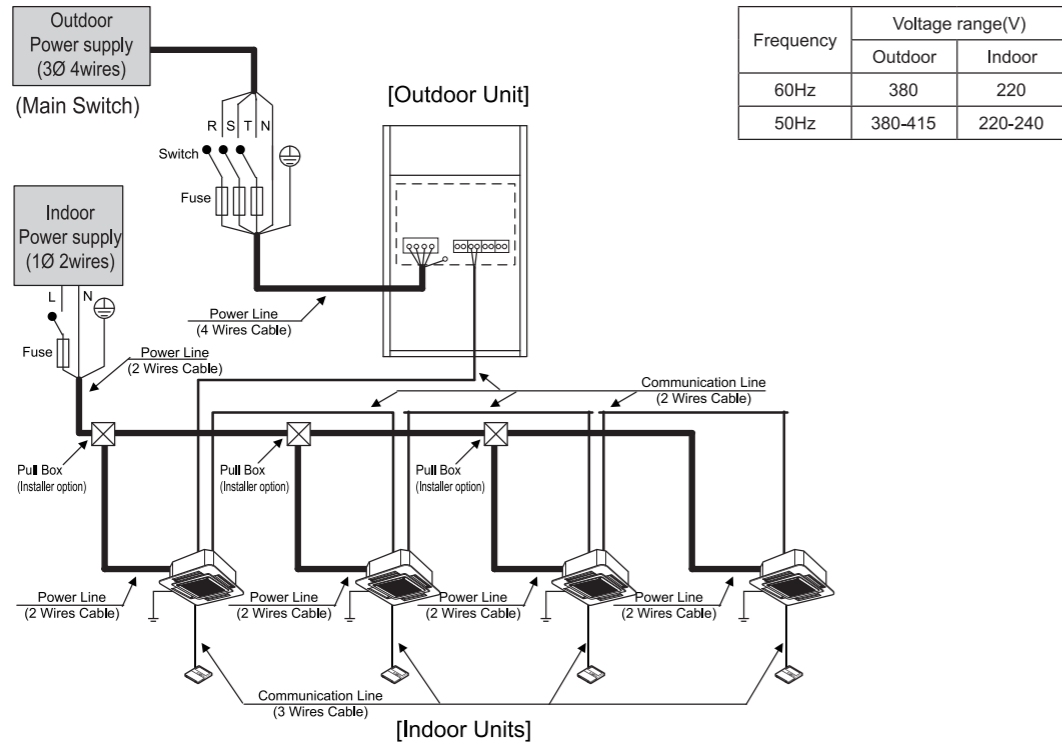 Outdoor
Power supply
(3Ø 4wires)
(Main Switch)
R S T N
Switch
Fuse
[Outdoor Unit]
Frequency
Voltage range(V)
Outdoor Indoor
60Hz 380 220
50Hz 380-415 220-240
Indoor
Power supply
(1Ø 2wires)
L N
Fuse
Power Line
(4 Wires Cable)
Power Line
(2 Wires Cable)
Communication Line
(2 Wires Cable)
Pull Box
(Installer option)
Pull Box
(Installer option)
Pull Box
(Installer option)
Power Line
(2 Wires Cable)
Power Line
(2 Wires Cable)
Power Line
(2 Wires Cable)
Power Line
(2 Wires Cable)
Communication Line
(3 Wires Cable)
[Indoor Units]